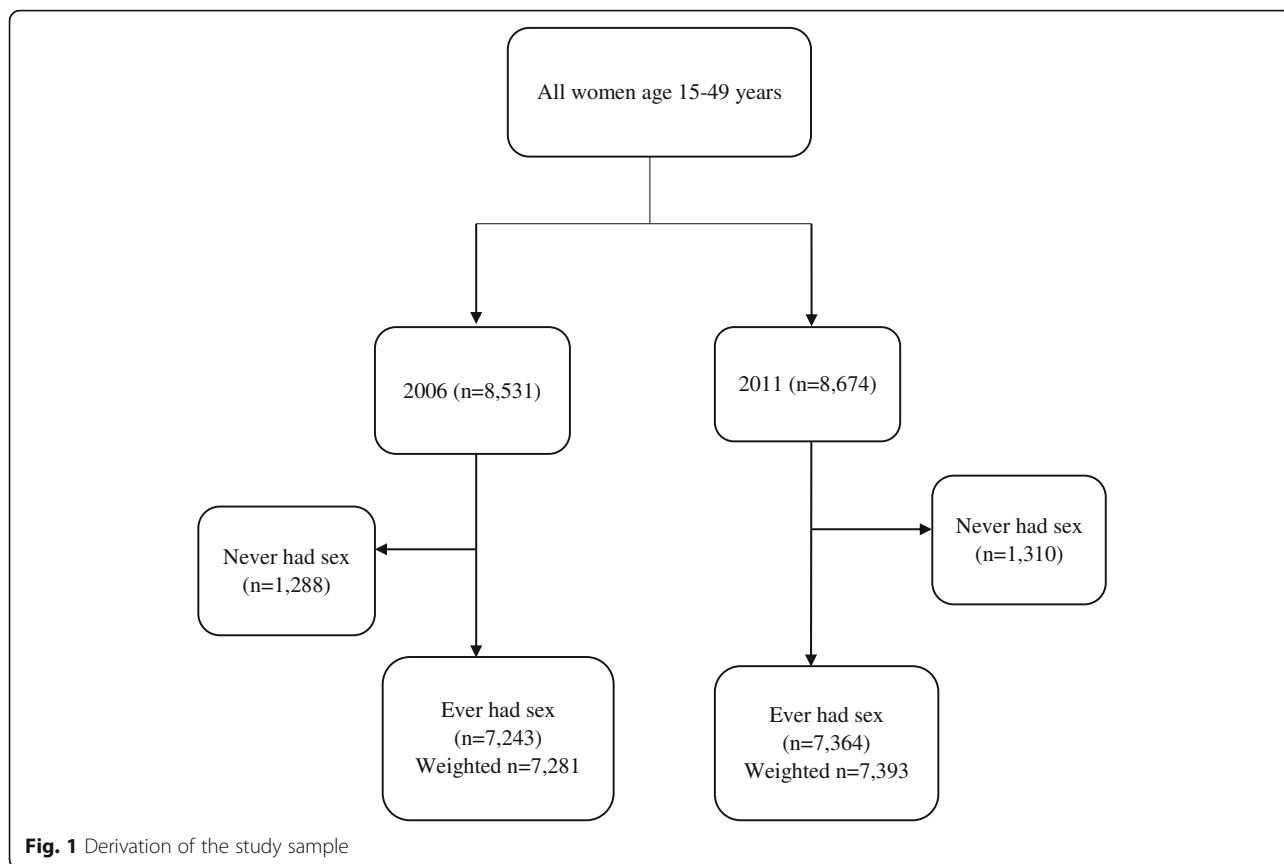 All women age 15-49 years
2006 (n=8,531)
2011 (n=8,674)
Never had sex
(n=1,288)
Never had sex
(n=1,310)
Ever had sex
(n=7,243)
Weighted n=7,281
Ever had sex
(n=7,364)
Weighted n=7,393
Fig. 1 Derivation of the study sample